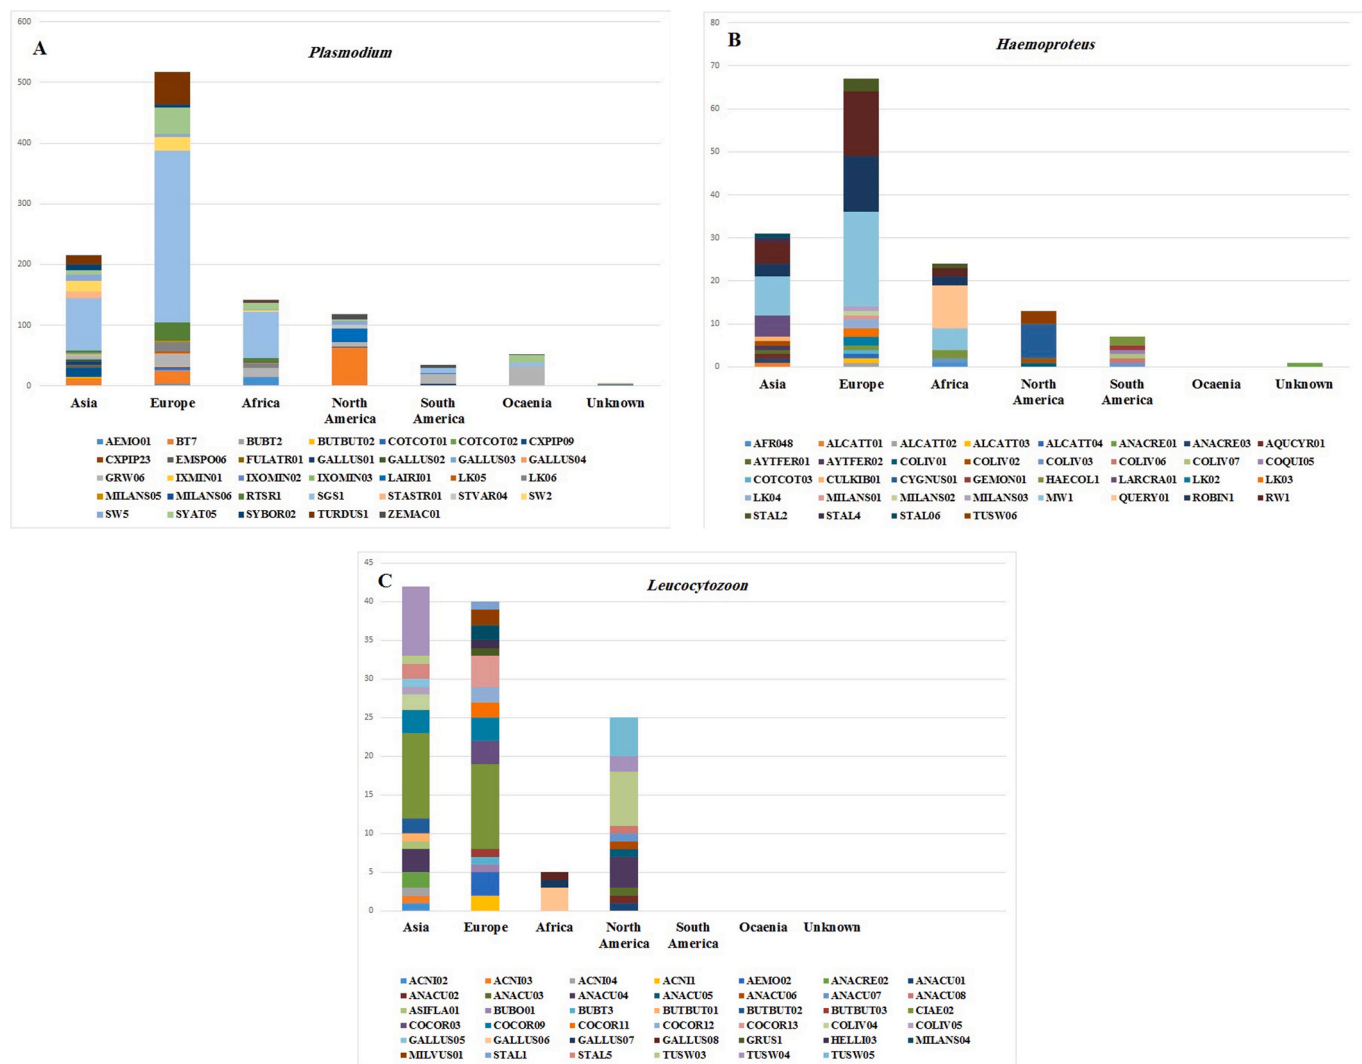 A
Plasmodium
600
500
400
300
200
100
0
Asia Europe Africa North America South America Ocaenia Unknown
AEMO01 BT7 BUBT2 BUTBUT02 COTCOT01 COTCOT02 CXPIP09
CXPIP23 EMSPO06 FULATR01 GALLUS01 GALLUS02 GALLUS03 GALLUS04
GRW06 IXMIN01 IXOMIN02 IXOMIN03 LAIRI01 LK05 LK06
MILANS05 MILANS06 RTSR1 SGS1 STASTR01 STVAR04 SW2
SW5 SYAT05 SYBOR02 TURDUS1 ZEMAC01
B
Haemoproteus
80
70
60
50
40
30
20
10
0
Asia Europe Africa North America South America Ocaenia Unknown
AFR048 ALCATT01 ALCATT02 ALCATT03 ALCATT04 ANACRE01 ANACRE03 AQUCYR01
AYTFER01 AYTFER02 COLIV01 COLIV02 COLIV03 COLIV06 COLIV07 COQUI05
COTCOT03 CULKIB01 CYGNUS01 GEMON01 HAECOL1 LARCRA01 LK02 LK03
LK04 MILANS01 MILANS02 MILANS03 MW1 QUERY01 ROBIN1 RW1
STAL2 STAL4 STAL06 TUSW06
C
Leucocytozoon
45
40
35
30
25
20
15
10
5
0
Asia Europe Africa North America South America Ocaenia Unknown
ACNI02 ACNI03 ACNI04 ACNI1 AEMO02 ANACRE02 ANACU01
ANACU02 ANACU03 ANACU04 ANACU05 ANACU06 ANACU07 ANACU08
ASIFLA01 BUBO01 BUBT3 BUTBUT01 BUTBUT02 BUTBUT03 CIAE02
COCOR03 COCOR09 COCOR11 COCOR12 COCOR13 COLIV04 COLIV05
GALLUS05 GALLUS06 GALLUS07 GALLUS08 GRUS1 HELLI03 MILANS04
MILVUS01 STAL1 STAL5 TUSW03 TUSW04 TUSW05